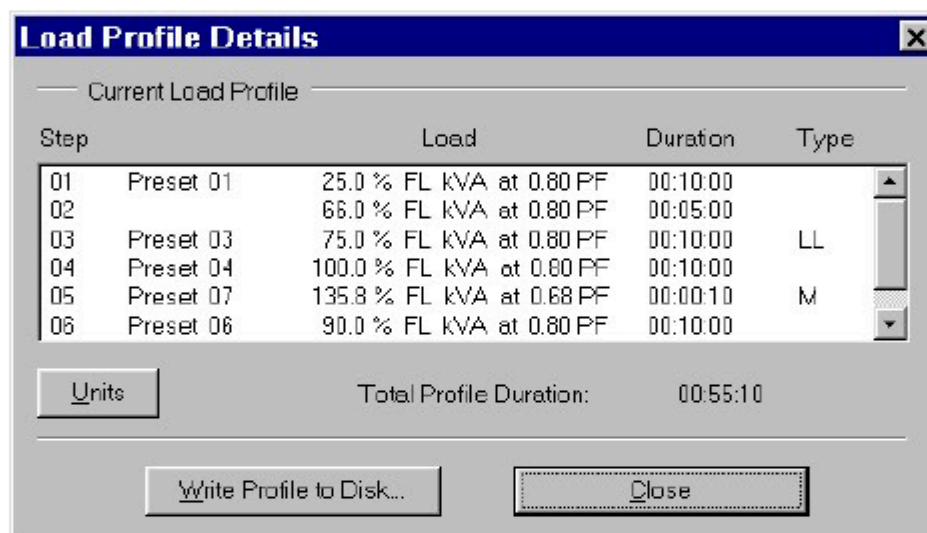 Load Profile Details
Current Load Profile
Step Load Duration Type
01 Preset 01 25.0 % FL kVA at 0.80 PF 00:10:00
02 66.0 % FL kVA at 0.80 PF 00:05:00
03 Preset 03 75.0 % FL kVA at 0.80 PF 00:10:00 LL
04 Preset 04 100.0 % FL kVA at 0.80 PF 00:10:00
05 Preset 07 135.8 % FL kVA at 0.68 PF 00:00:10 M
06 Preset 06 90.0 % FL kVA at 0.80 PF 00:10:00
Units Total Profile Duration: 00:55:10
Write Profile to Disk... Close